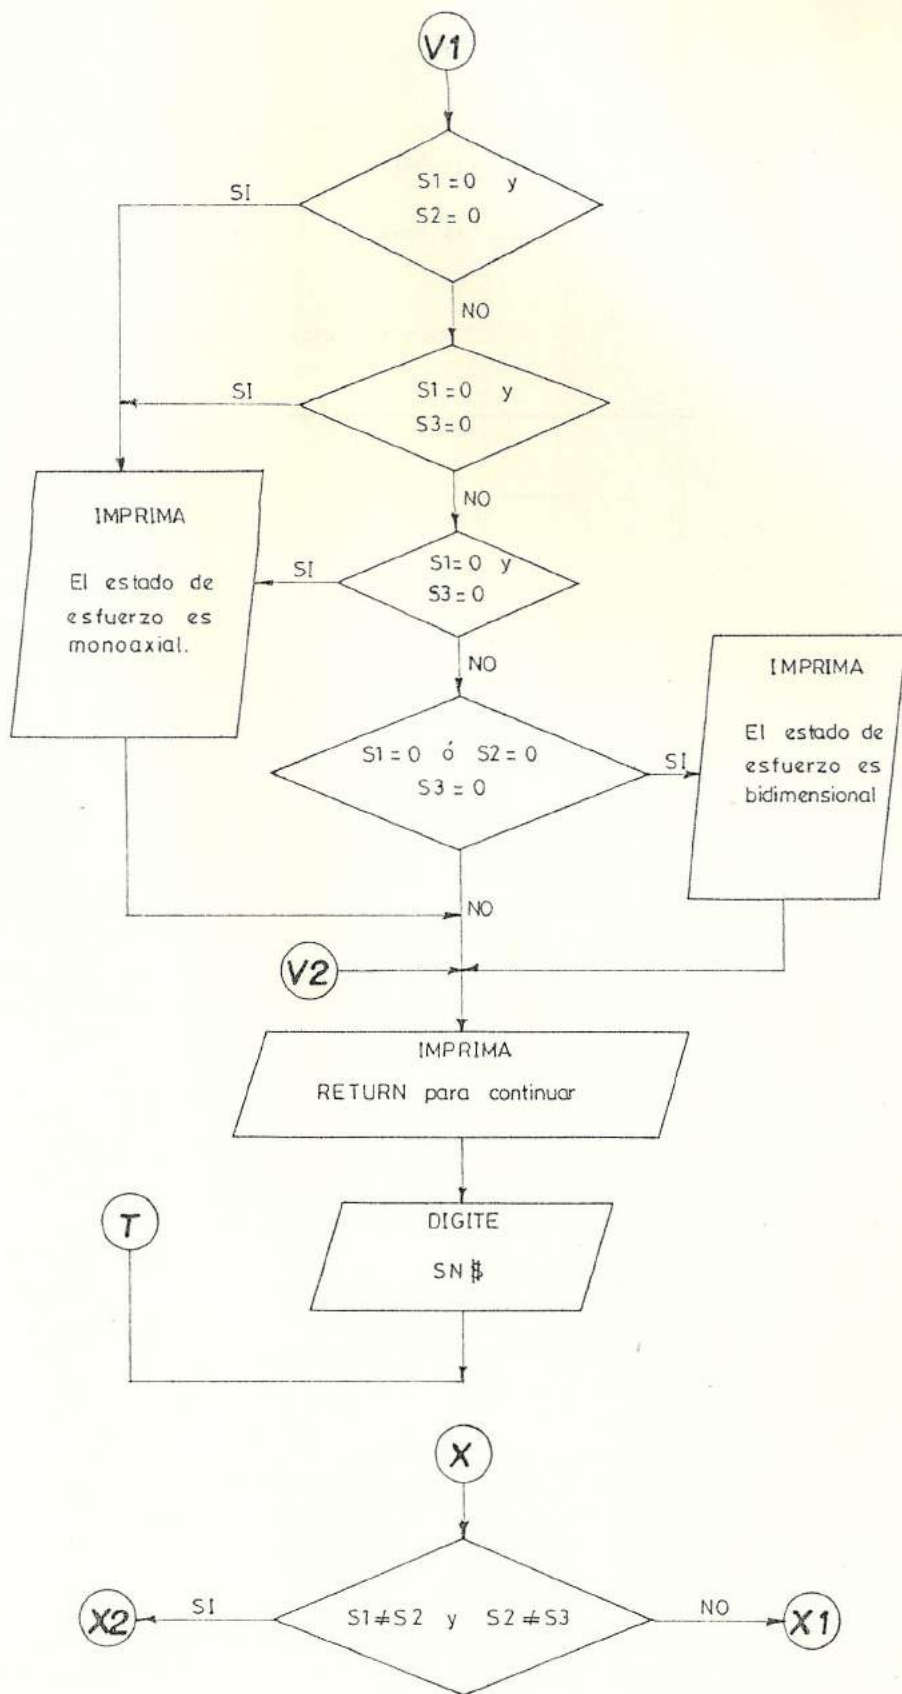 V1
S1=0 y
S2=0
SI
NO
S1=0 y
S3=0
SI
NO
IMPRIMA
El estado de
esfuerzo es
monoaxial.
S1=0 y
S3=0
SI
NO
S1=0 ó S2=0
S3=0
SI
IMPRIMA
El estado de
esfuerzo es
bidimensional
NO
V2
IMPRIMA
RETURN para continuar
T
DIGITE
SN$
X
S1≠S2 y S2≠S3
SI
X2
NO
X1